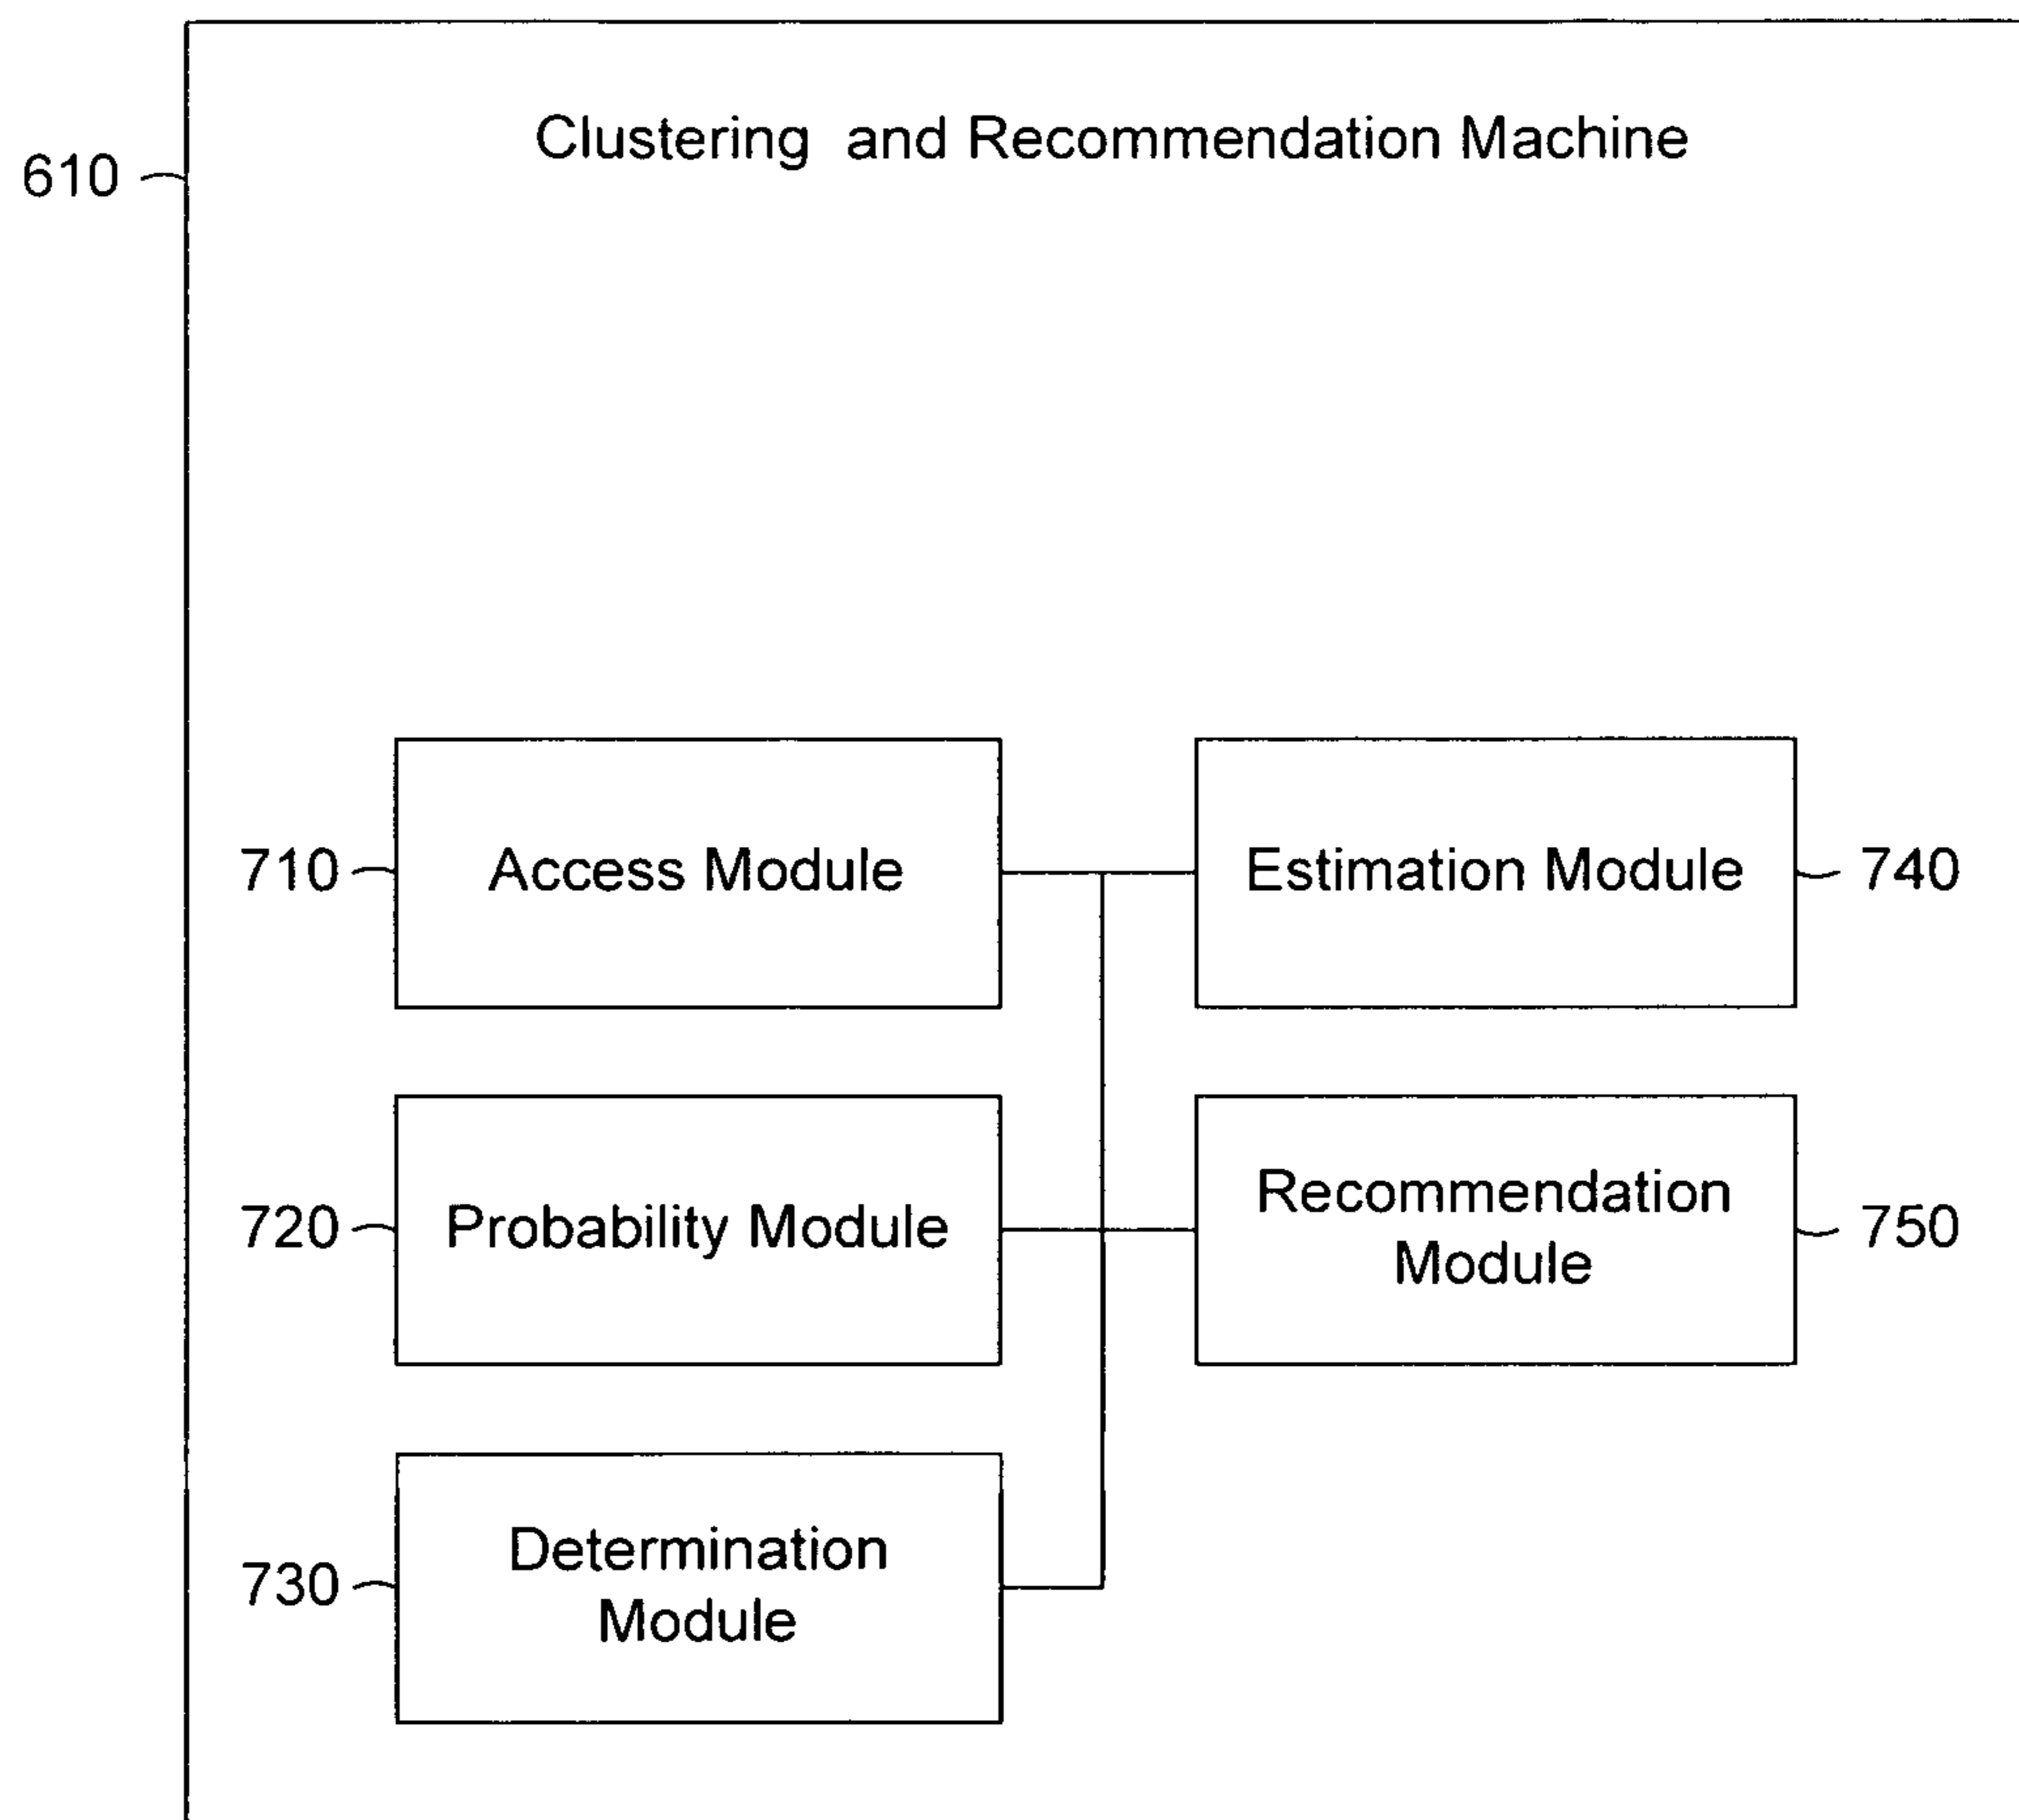 Clustering  and Recommendation Machine
610
710
Access Module
Estimation Module
740
720
Probability Module
Recommendation
Module
750
730
Determination
Module